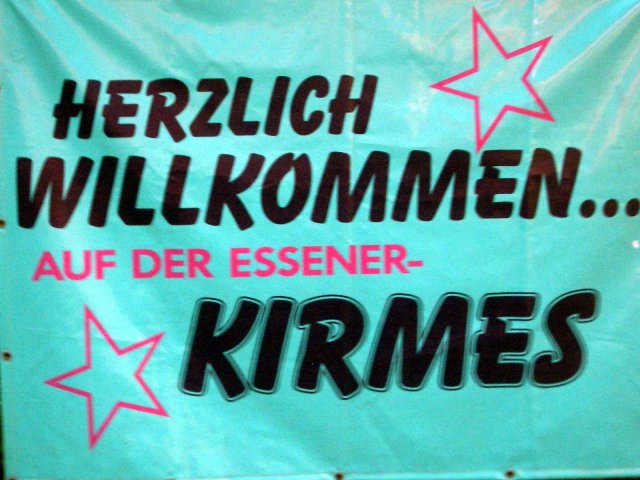 HERZLICH
WILLKOMMEN...
AUF DER ESSENER-
KIRMES